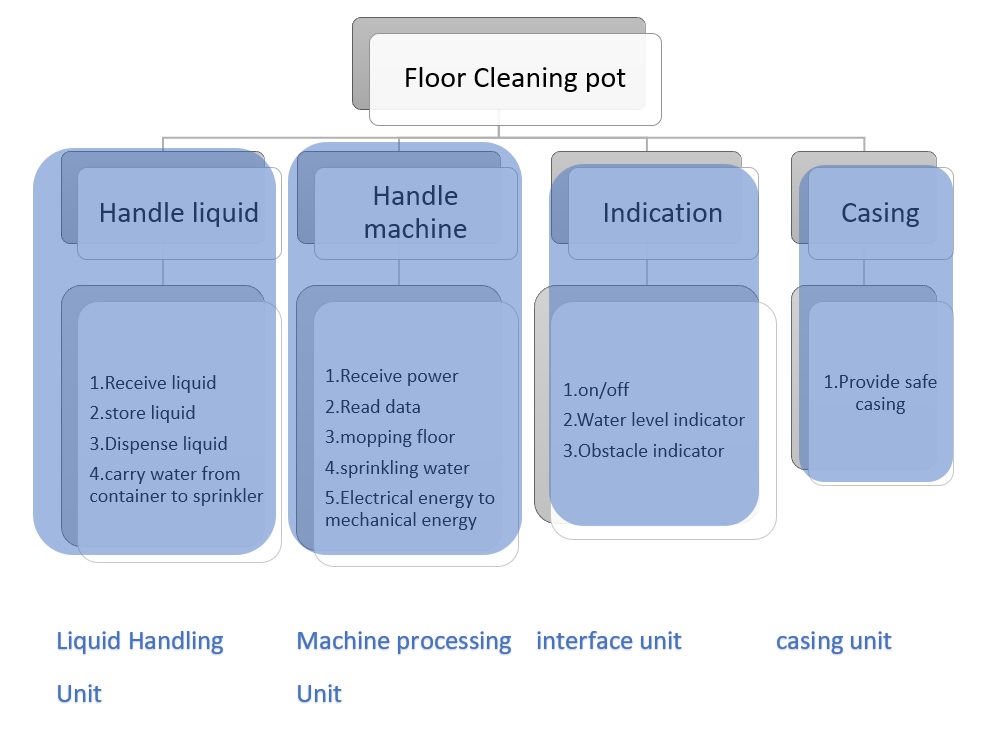 Floor Cleaning pot
Handle liquid
Handle
machine
Indication
Casing
1.Receive liquid
2.store liquid
3.Dispense liquid
4.carry water from
container to sprinkler
1.Receive power
2.Read data
3.mopping floor
4.sprinkling water
5.Electrical energy to
mechanical energy
1.on/off
2.Water level indicator
3.Obstacle indicator
1.Provide safe
casing
Liquid Handling
Unit
Machine processing
Unit
interface unit
casing unit